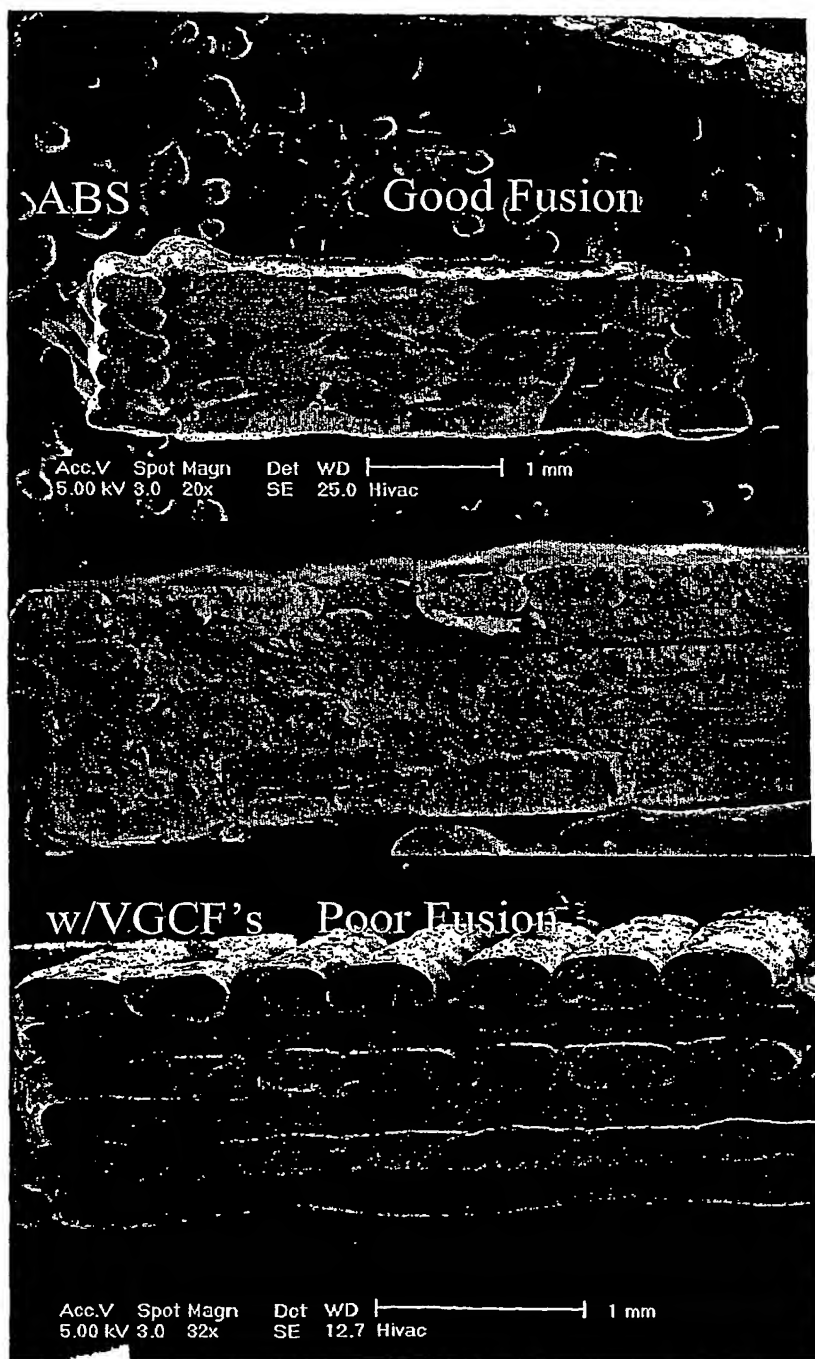 ABS Good Fusion
Acc.V Spot Magn Det WD 1 mm
5.00 kV 3.0 20x SE 25.0 Hivac
w/VGCF's Poor Fusion
Acc.V Spot Magn Det WD 1 mm
5.00 kV 3.0 32x SE 12.7 Hivac